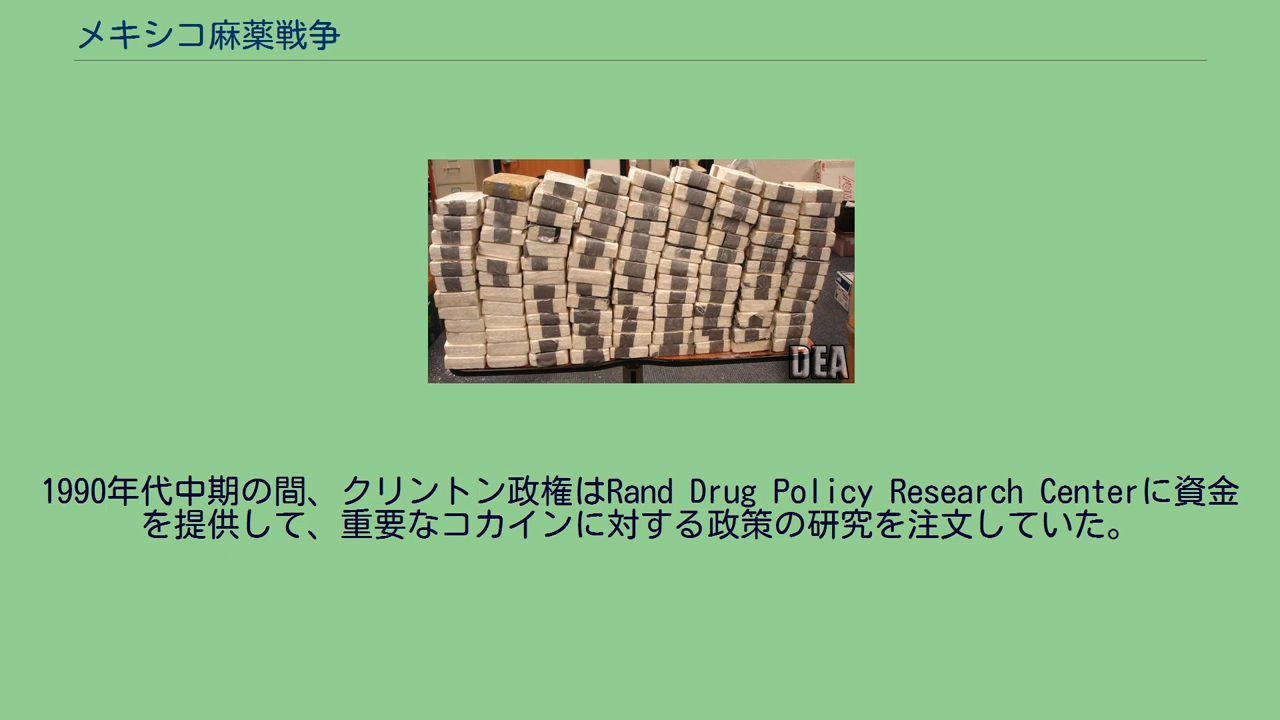 メキシコ麻薬戦争
DEA
1990年代中期の間、クリントン政権はRand Drug Policy Research Centerに資金
を提供して、重要なコカインに対する政策の研究を注文していた。